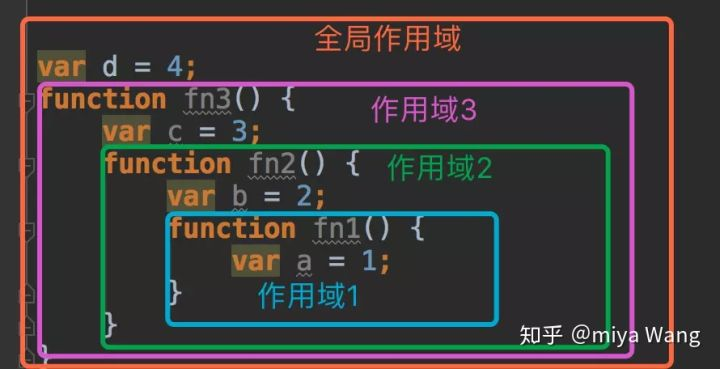 全局作用域
var d = 4;
function fn3() {
作用域3
var c = 3;
function fn2() {
作用域2
var b = 2;
function fn1() {
var a = 1;
}
作用域1
}
知乎 @miya Wang
}